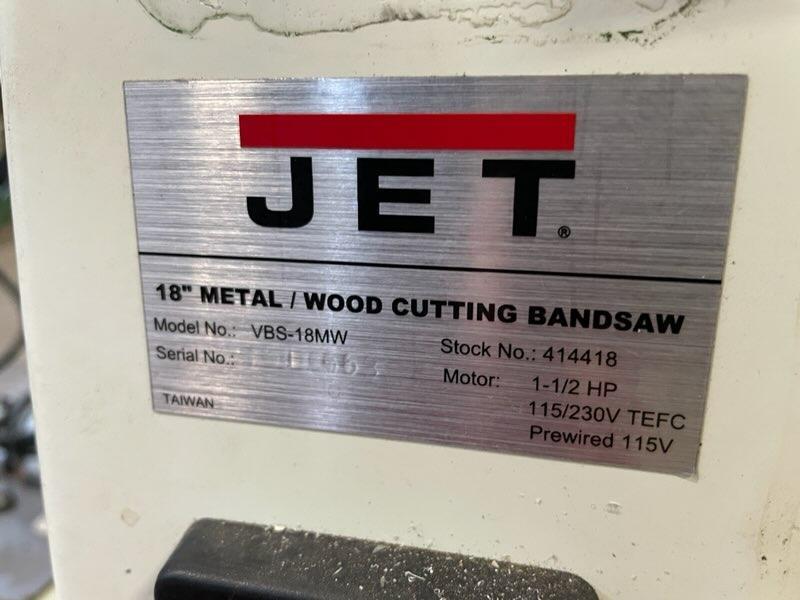 JET®
18" METAL / WOOD CUTTING BANDSAW
Model No.: VBS-18MW
Serial No.:
Stock No.: 414418
Motor: 1-1/2 HP
115/230V TEFC
Prewired 115V
TAIWAN